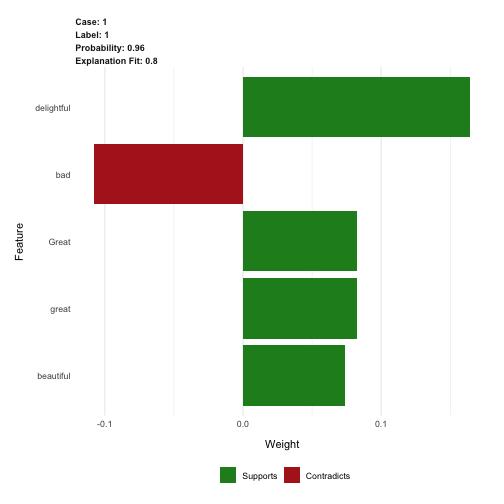 Case: 1
Label: 1
Probability: 0.96
Explanation Fit: 0.8
delightful
bad
Great
great
beautiful
Feature
-0.1 0.0 0.1
Weight
Supports Contradicts